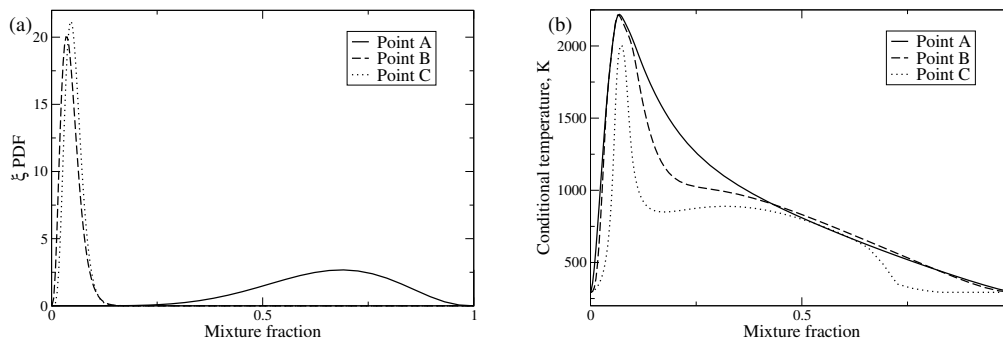 (a)
20
15
10
5
0
ξ PDF
0
0.5
1
Mixture fraction
Point A
Point B
Point C
(b)
2000
1500
1000
500
Conditional temperature, K
0
0.5
Mixture fraction
Point A
Point B
Point C